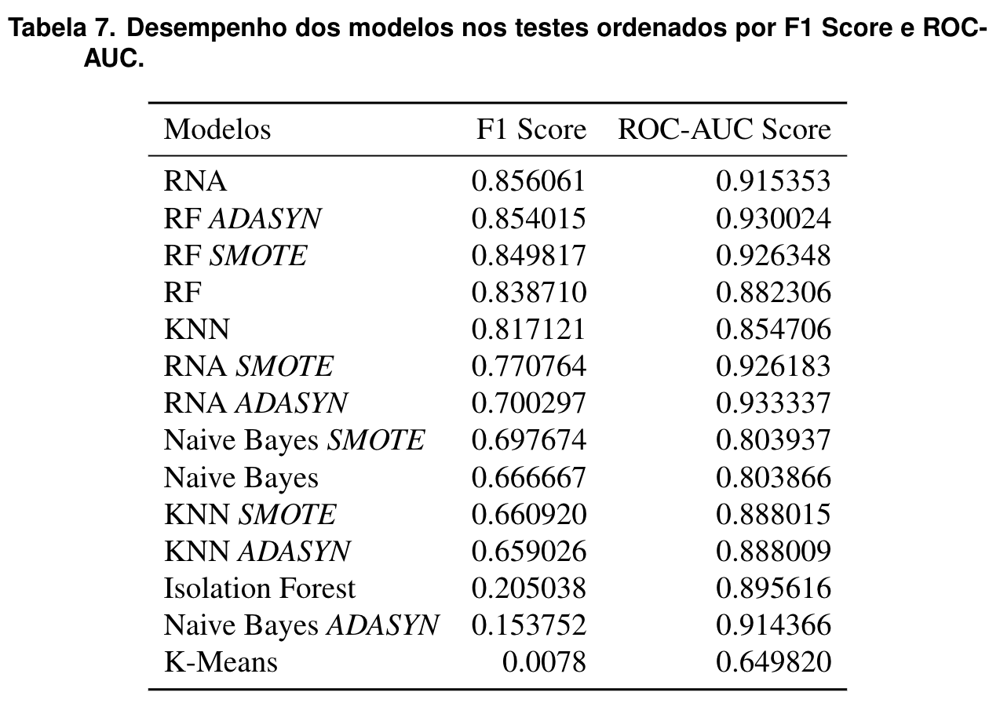 Tabela 7. Desempenho dos modelos nos testes ordenados por F1 Score e ROC-
AUC.
Modelos F1 Score ROC-AUC Score
RNA 0.856061 0.915353
RF ADASYN 0.854015 0.930024
RF SMOTE 0.849817 0.926348
RF 0.838710 0.882306
KNN 0.817121 0.854706
RNA SMOTE 0.770764 0.926183
RNA ADASYN 0.700297 0.933337
Naive Bayes SMOTE 0.697674 0.803937
Naive Bayes 0.666667 0.803866
KNN SMOTE 0.660920 0.888015
KNN ADASYN 0.659026 0.888009
Isolation Forest 0.205038 0.895616
Naive Bayes ADASYN 0.153752 0.914366
K-Means 0.0078 0.649820